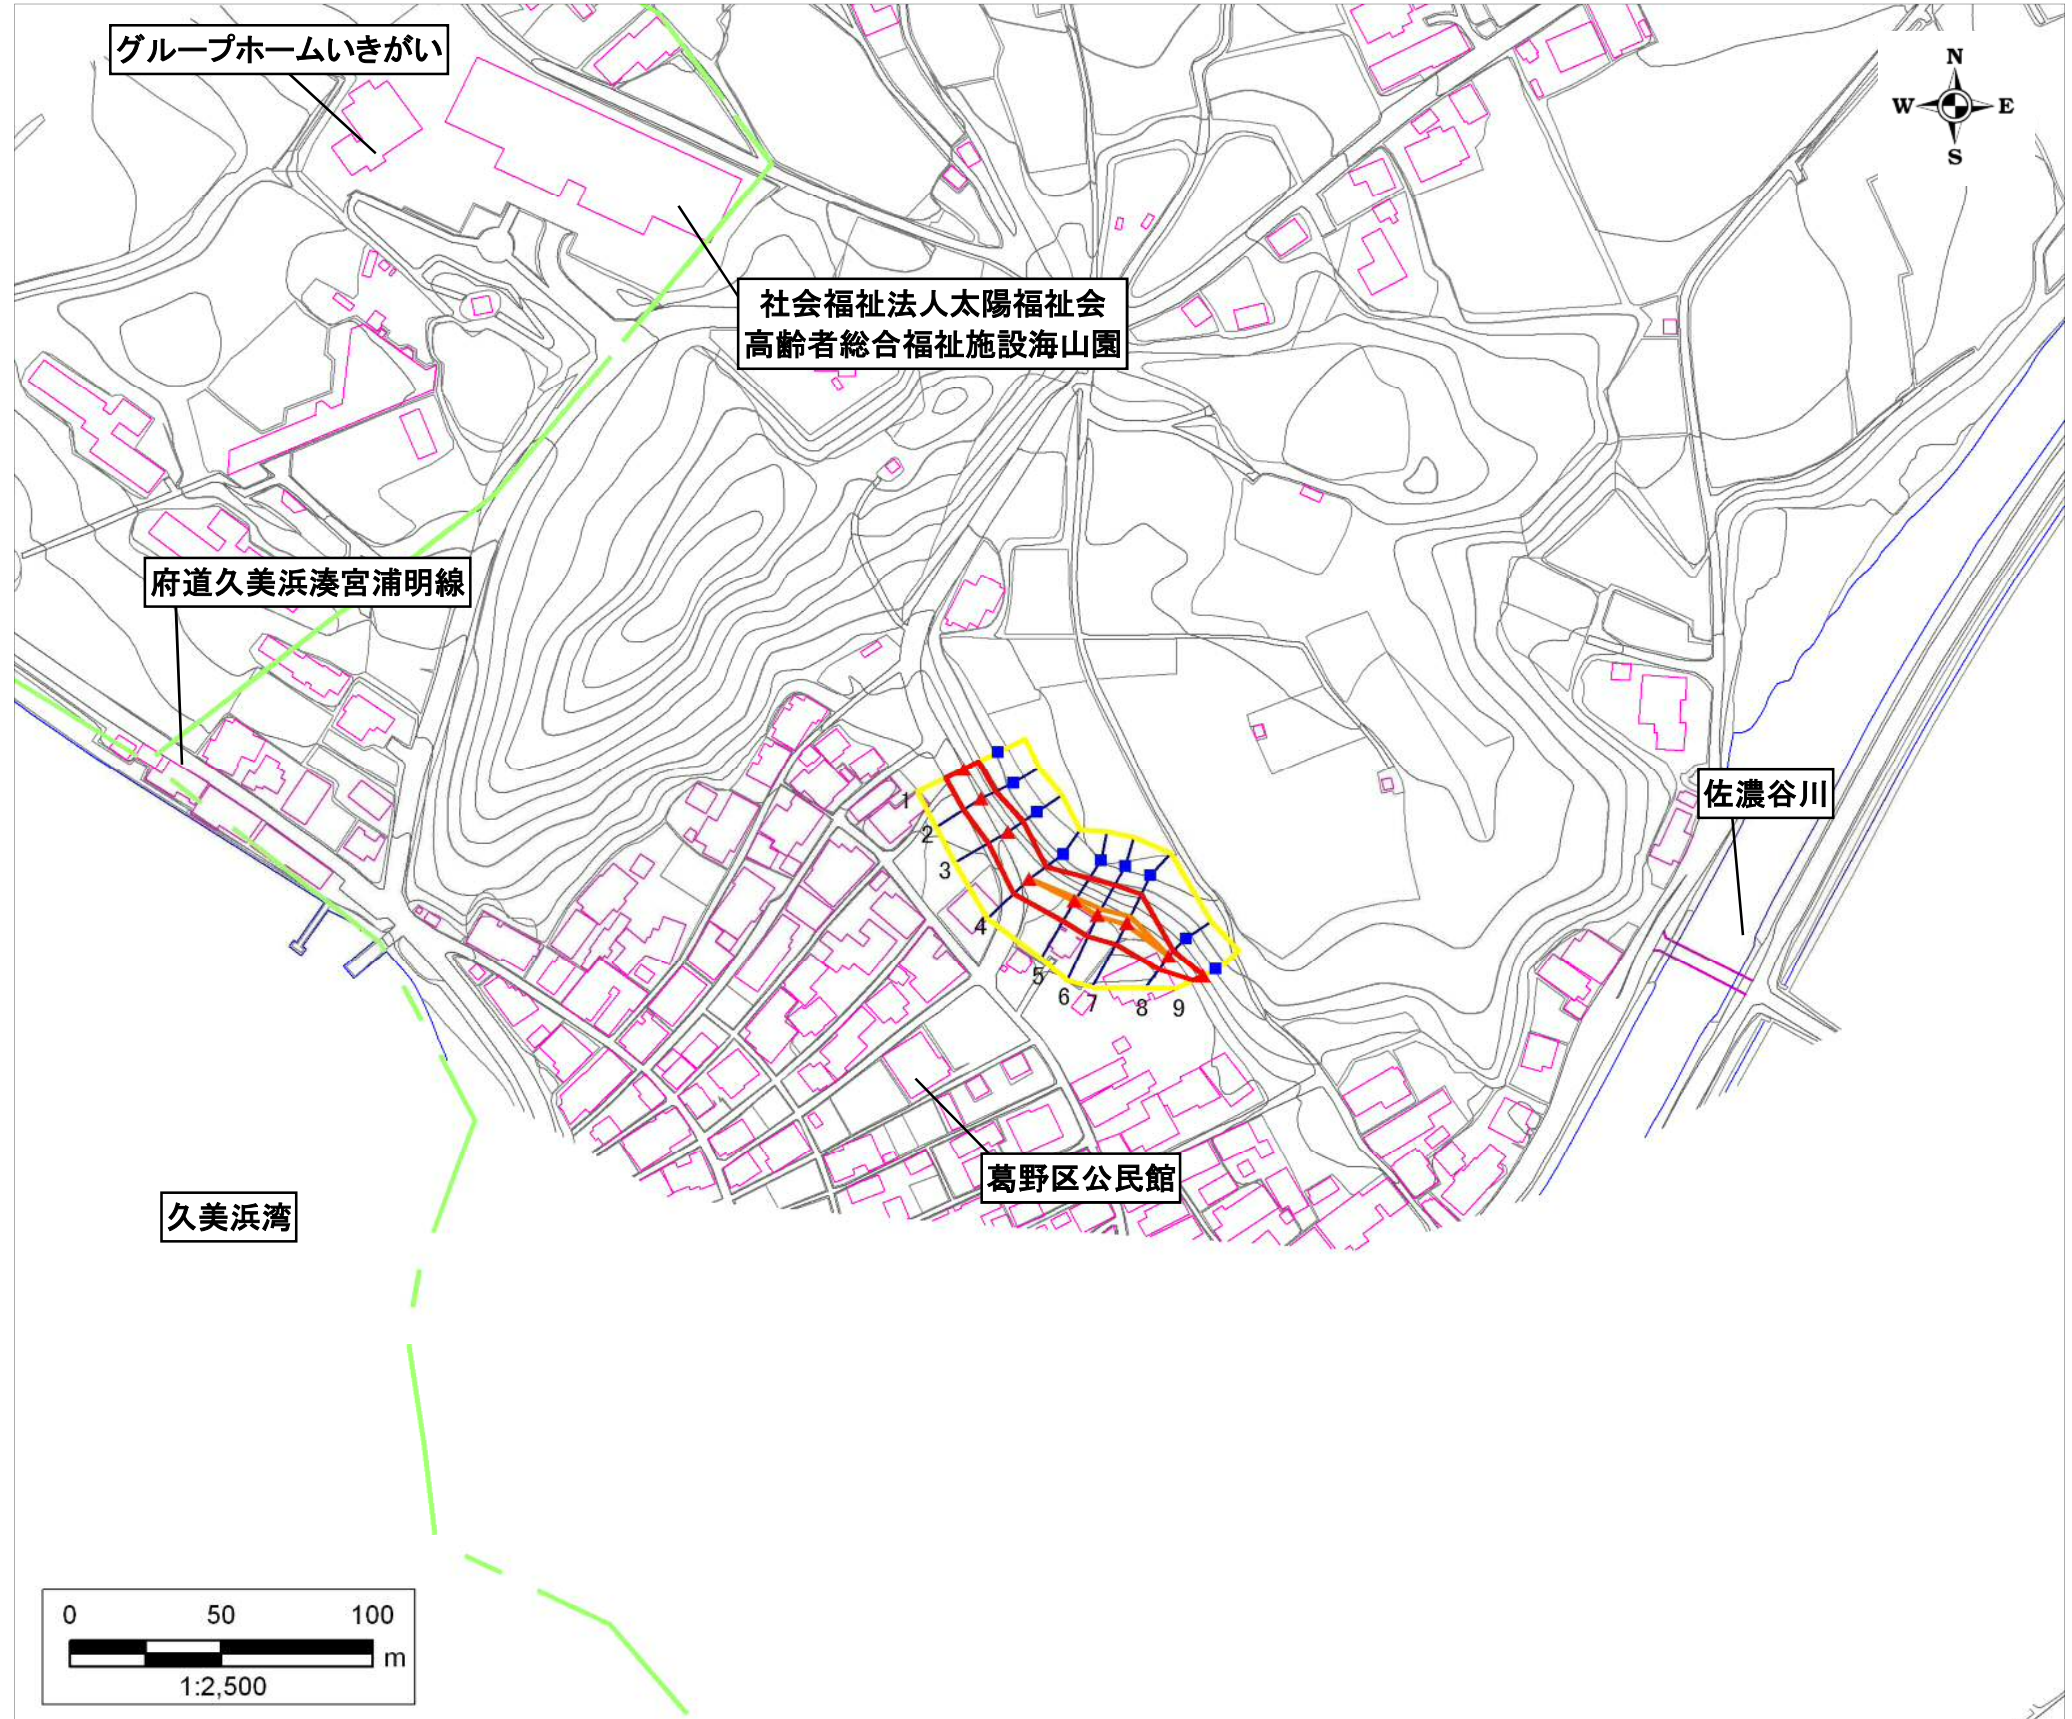 グループホームいきがい
N
W E
S
社会福祉法人太陽福祉会
高齢者総合福祉施設海山園
府道久美浜湊宮浦明線
佐濃谷川
1
2
3
4
5
6
7
8
9
葛野区公民館
久美浜湾
0 50 100
m
1:2,500